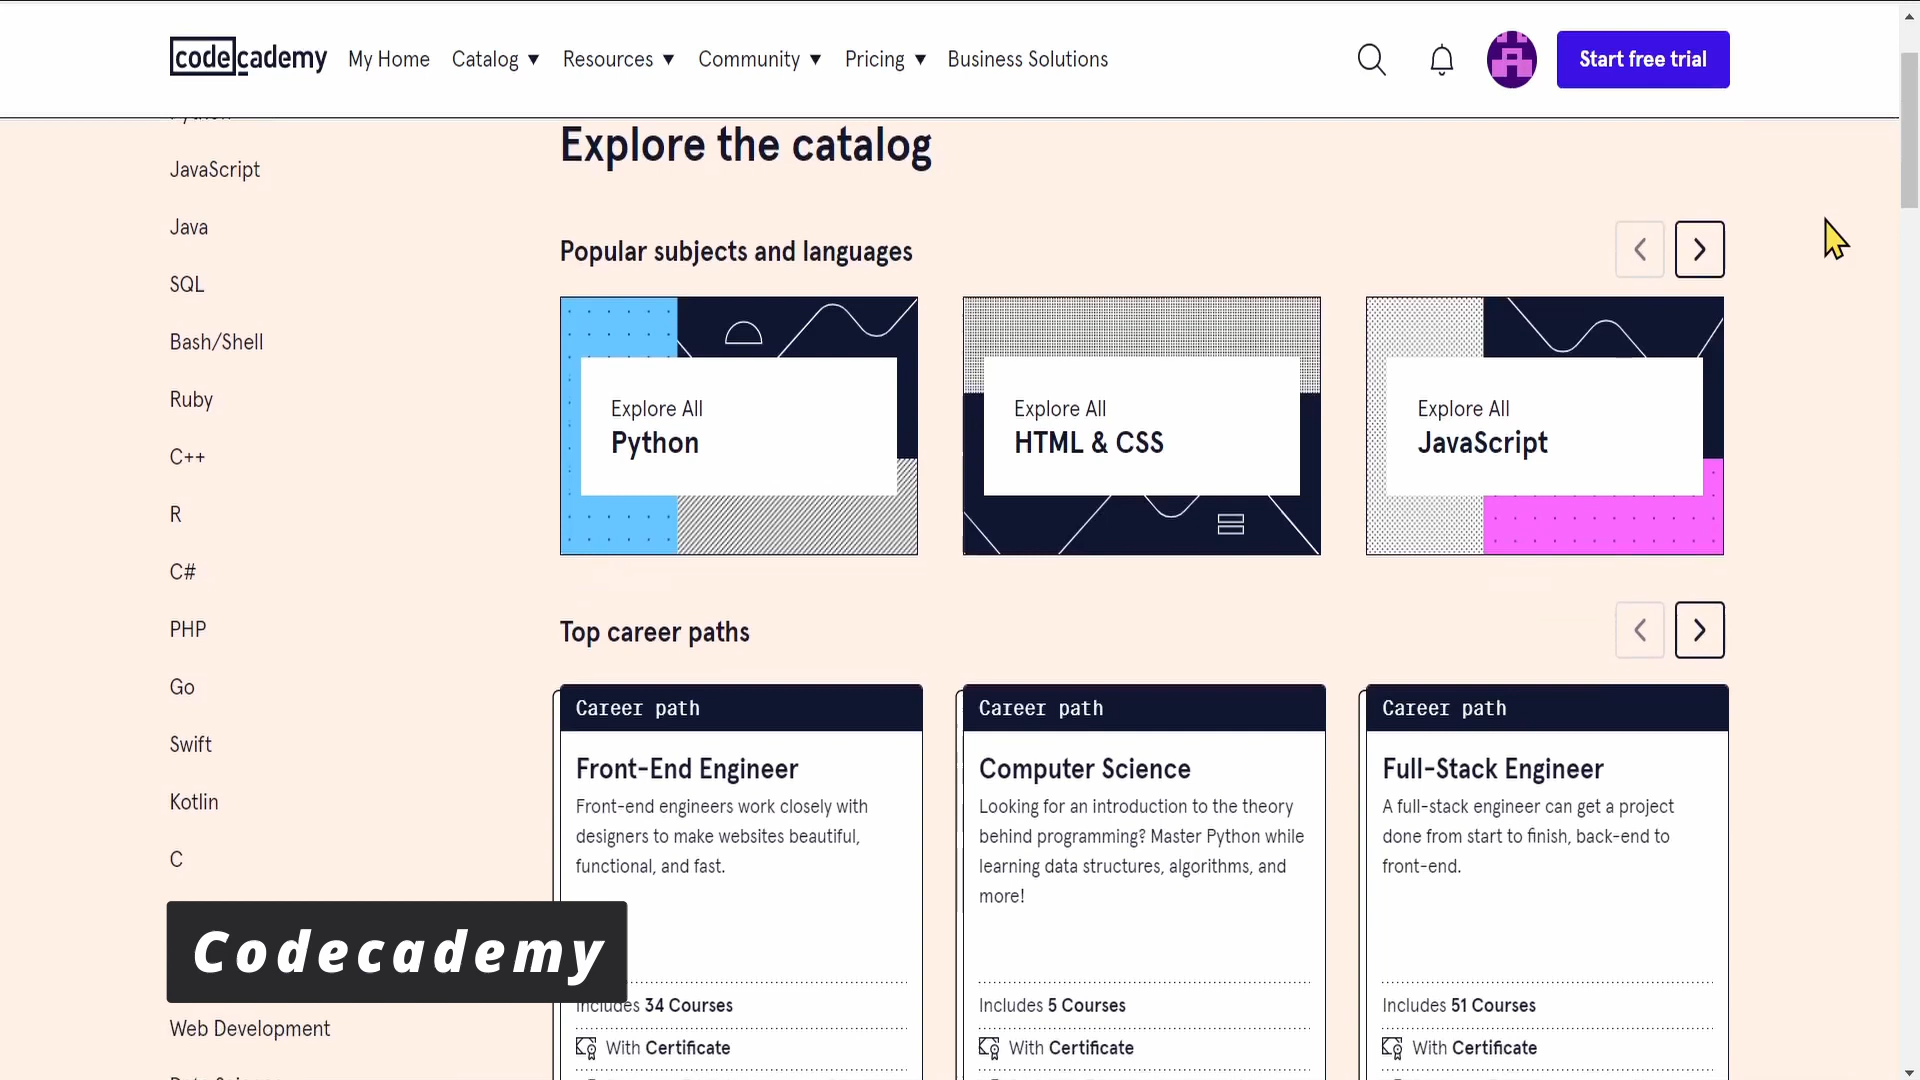 codecademy My Home Catalog Resources Community Pricing Business Solutions Start free trial
Explore the catalog
JavaScript
Java
SQL
Bash/Shell
Ruby
C++
R
C#
PHP
Go
Swift
Kotlin
C
Web Development
Popular subjects and languages
Explore All
Python
Explore All
HTML & CSS
Explore All
JavaScript
Top career paths
Career path
Front-End Engineer
Front-end engineers work closely with
designers to make websites beautiful,
functional, and fast.
Includes 34 Courses
With Certificate
Career path
Computer Science
Looking for an introduction to the theory
behind programming? Master Python while
learning data structures, algorithms, and
more!
Includes 5 Courses
With Certificate
Career path
Full-Stack Engineer
A full-stack engineer can get a project
done from start to finish, back-end to
front-end.
Includes 51 Courses
With Certificate
Codecademy